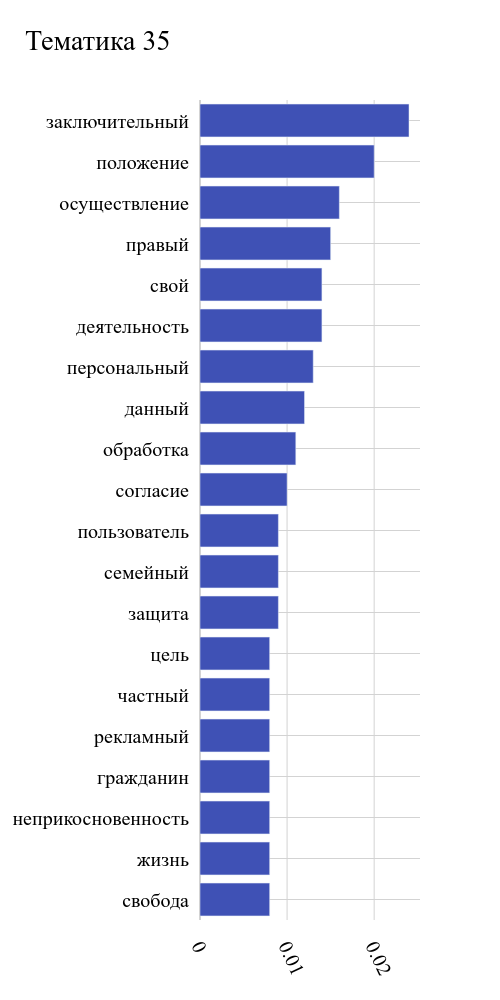 Тематика 35
заключительный
положение
осуществление
правый
свой
деятельность
персональный
данный
обработка
согласие
пользователь
семейный
защита
цель
частный
рекламный
гражданин
неприкосновенность
жизнь
свобода
0 0.01 0.02